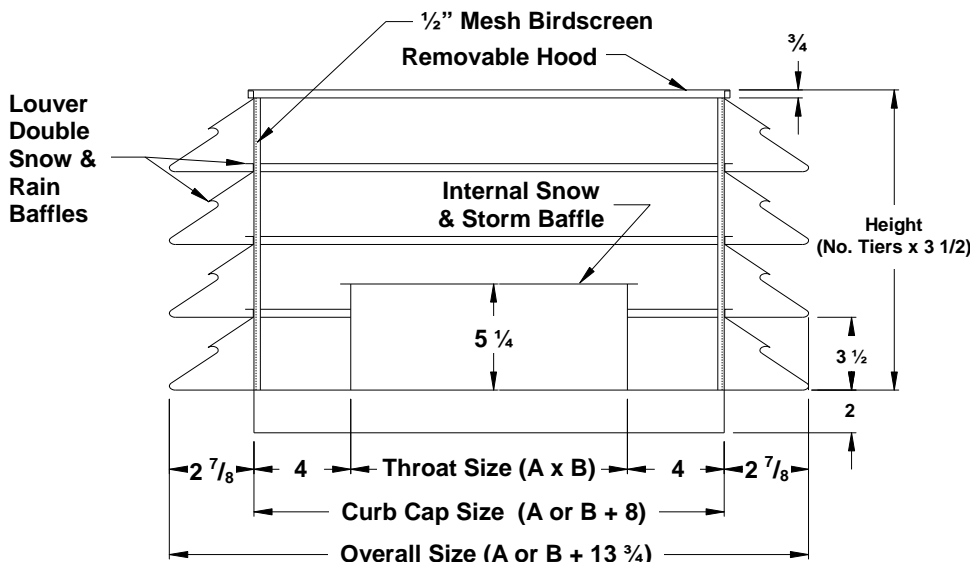 ½” Mesh Birdscreen
Removable Hood
¾
Louver
Double
Snow &
Rain
Baffles
Internal Snow
& Storm Baffle
Height
(No. Tiers x 3 1/2)
5 ¼
3 ½
2
2 ⁷/₈
4
Throat Size (A x B)
4
2 ⁷/₈
Curb Cap Size (A or B + 8)
Overall Size (A or B + 13 ¾)